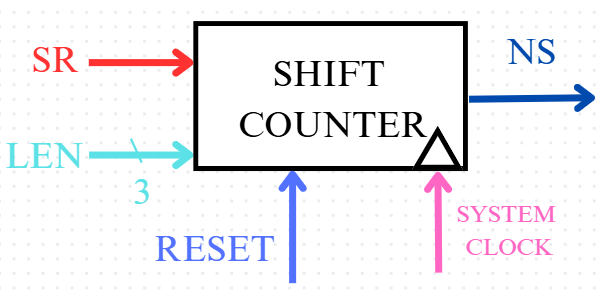 SR
SHIFT
COUNTER
NS
LEN
3
RESET
SYSTEM
CLOCK